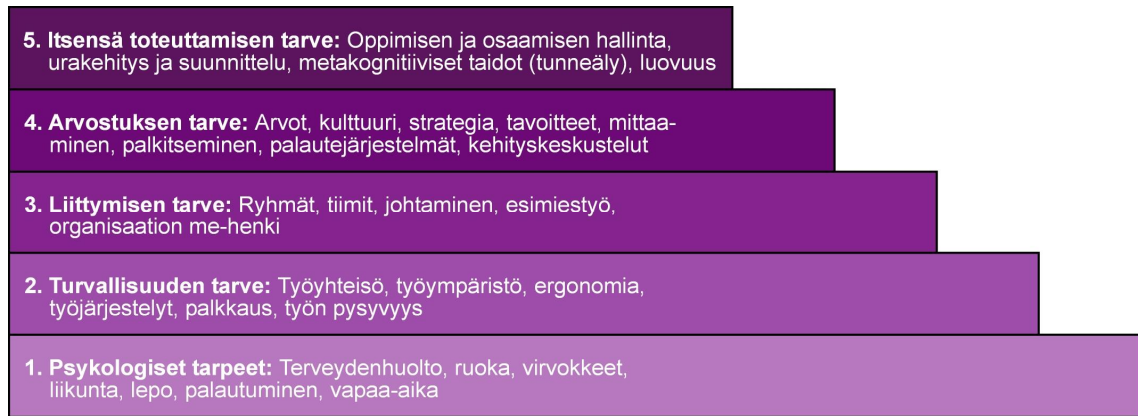 5. Itsensä toteuttamisen tarve: Oppimisen ja osaamisen hallinta,
urakehitys ja suunnittelu, metakognitiiviset taidot (tunneäly), luovuus
4. Arvostuksen tarve: Arvot, kulttuuri, strategia, tavoitteet, mittaa-
minen, palkitseminen, palautejärjestelmät, kehityskeskustelut
3. Liittymisen tarve: Ryhmät, tiimit, johtaminen, esimiestyö,
organisaation me-henki
2. Turvallisuuden tarve: Työyhteisö, työympäristö, ergonomia,
työjärjestelyt, palkkaus, työn pysyvyys
1. Psykologiset tarpeet: Terveydenhuolto, ruoka, virvokkeet,
liikunta, lepo, palautuminen, vapaa-aika